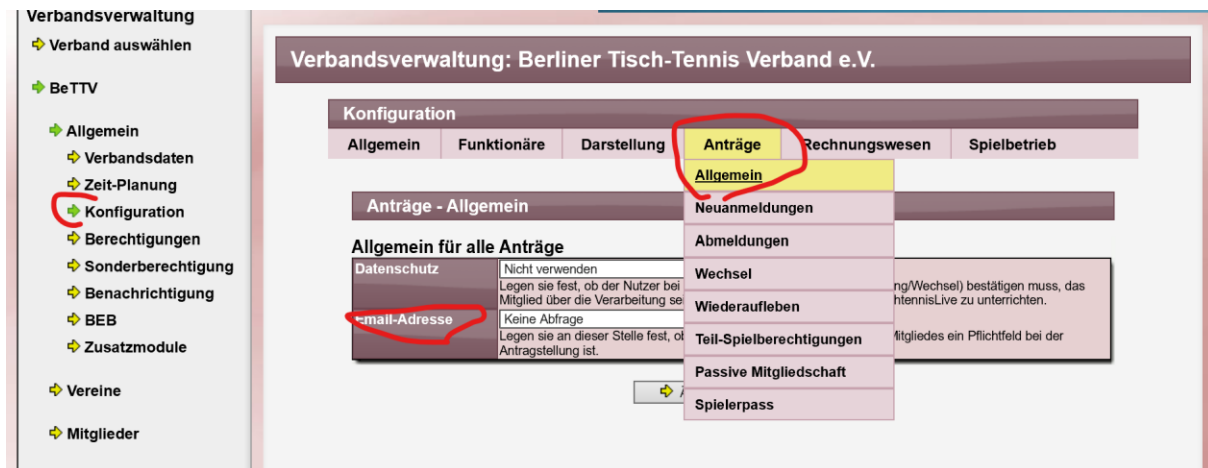 Verbandsverwaltung
Verband auswählen
BeTTV
Allgemein
Verbandsdaten
Zeit-Planung
Konfiguration
Berechtigungen
Sonderberechtigung
Benachrichtigung
BEB
Zusatzmodule
Vereine
Mitglieder
Verbandsverwaltung: Berliner Tisch-Tennis Verband e.V.
Konfiguration
Allgemein Funktionäre Darstellung Anträge Rechnungswesen Spielbetrieb
Allgemein
Neuanmeldungen
Abmeldungen
Wechsel
Wiederaufleben
Teil-Spielberechtigungen
Passive Mitgliedschaft
Spielerpass
Anträge - Allgemein
Allgemein für alle Anträge
Datenschutz Nicht verwenden
Legen sie fest, ob der Nutzer bei ng/Wechsel) bestätigen muss, das
Mitglied über die Verarbeitung se htennisLive zu unterrichten.
Email-Adresse Keine Abfrage
Legen sie an dieser Stelle fest, ob Mitgliedes ein Pflichtfeld bei der
Antragstellung ist.